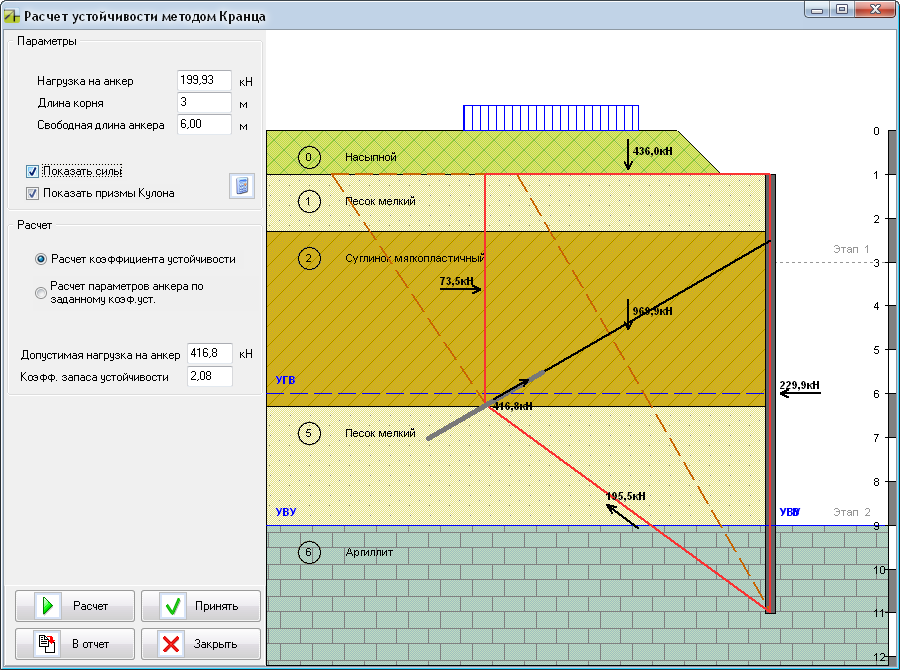 Расчет устойчивости методом Кранца
Параметры
Нагрузка на анкер 199,93 кН
Длина корня 3 м
Свободная длина анкера 6,00 м
Показать силы
Показать призмы Кулона
Расчет
Расчет коэффициента устойчивости
Расчет параметров анкера по
заданному коэф.уст.
Допустимая нагрузка на анкер 416,8 кН
Коэфф. запаса устойчивости 2,08
Расчет
Принять
В отчет
Закрыть
436,0кН
0 Насыпной
1 Песок мелкий
2 Суглинок мягкопластичный
73,5кН
969,9кН
УГВ
229,9кН
416,8кН
5 Песок мелкий
195,5кН
УВУ
6 Аргиллит
Этап 1
Этап 2
0
1
2
3
4
5
6
7
8
9
10
11
12